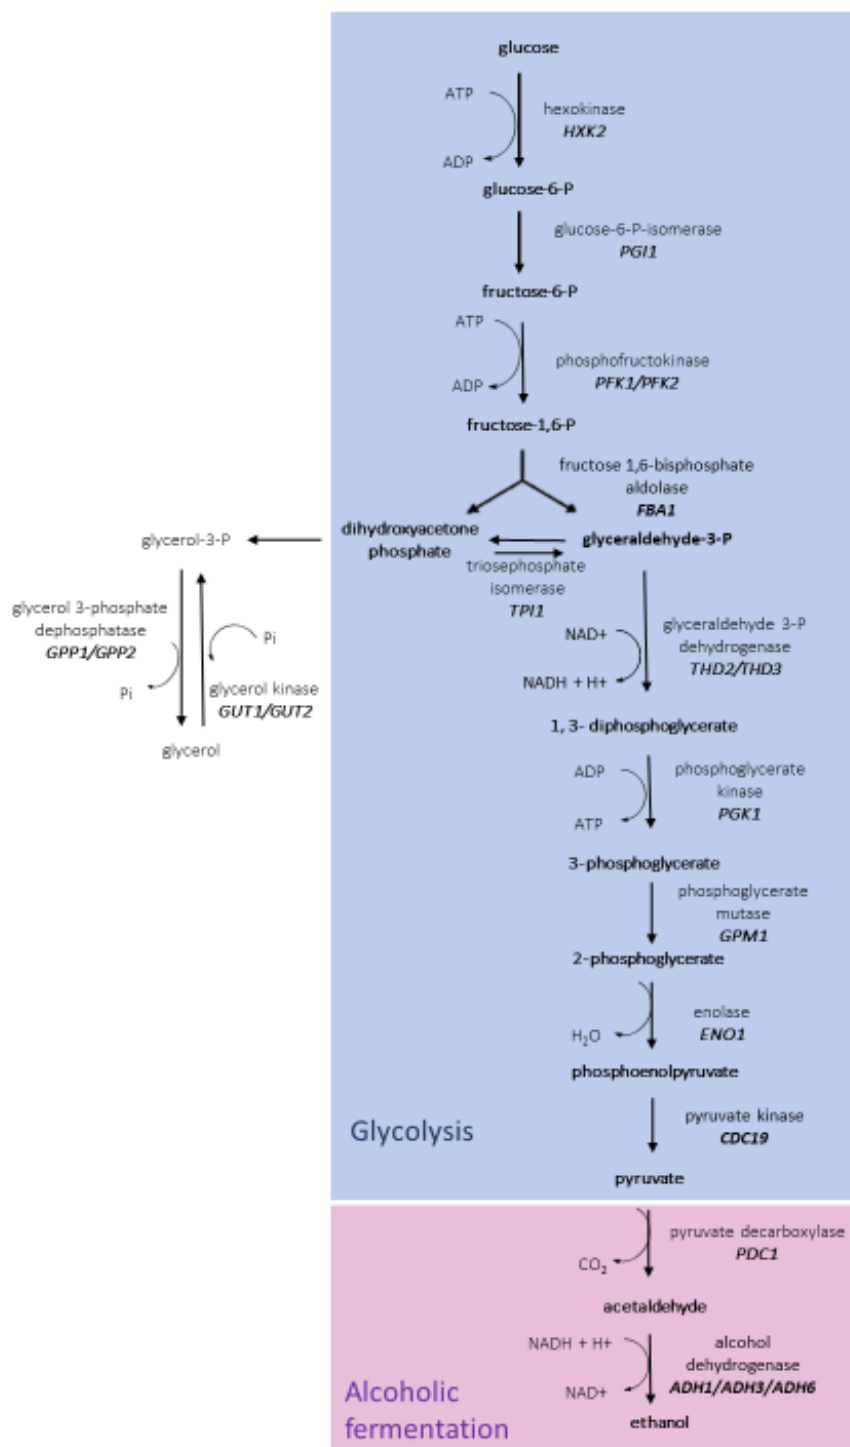 glucose
ATP
hexokinase
HXK2
ADP
glucose-6-P
glucose-6-P-isomerase
PGI1
fructose-6-P
ATP
phosphofructokinase
PFK1/PFK2
ADP
fructose-1,6-P
fructose 1,6-bisphosphate
aldolase
FBA1
glycerol-3-P
dihydroxyacetone
phosphate
glyceraldehyde-3-P
triosephosphate
isomerase
TPI1
glycerol 3-phosphate
dephosphatase
GPP1/GPP2
Pi
Pi
glycerol kinase
GUT1/GUT2
glycerol
NAD+
glyceraldehyde 3-P
dehydrogenase
THD2/THD3
NADH + H+
1, 3- diphosphoglycerate
ADP
phosphoglycerate
kinase
PGK1
ATP
3-phosphoglycerate
phosphoglycerate
mutase
GPM1
2-phosphoglycerate
enolase
ENO1
H₂O
phosphoenolpyruvate
pyruvate kinase
CDC19
Glycolysis
pyruvate
pyruvate decarboxylase
PDC1
CO₂
acetaldehyde
NADH + H+
alcohol
dehydrogenase
ADH1/ADH3/ADH6
NAD+
Alcoholic
fermentation
ethanol